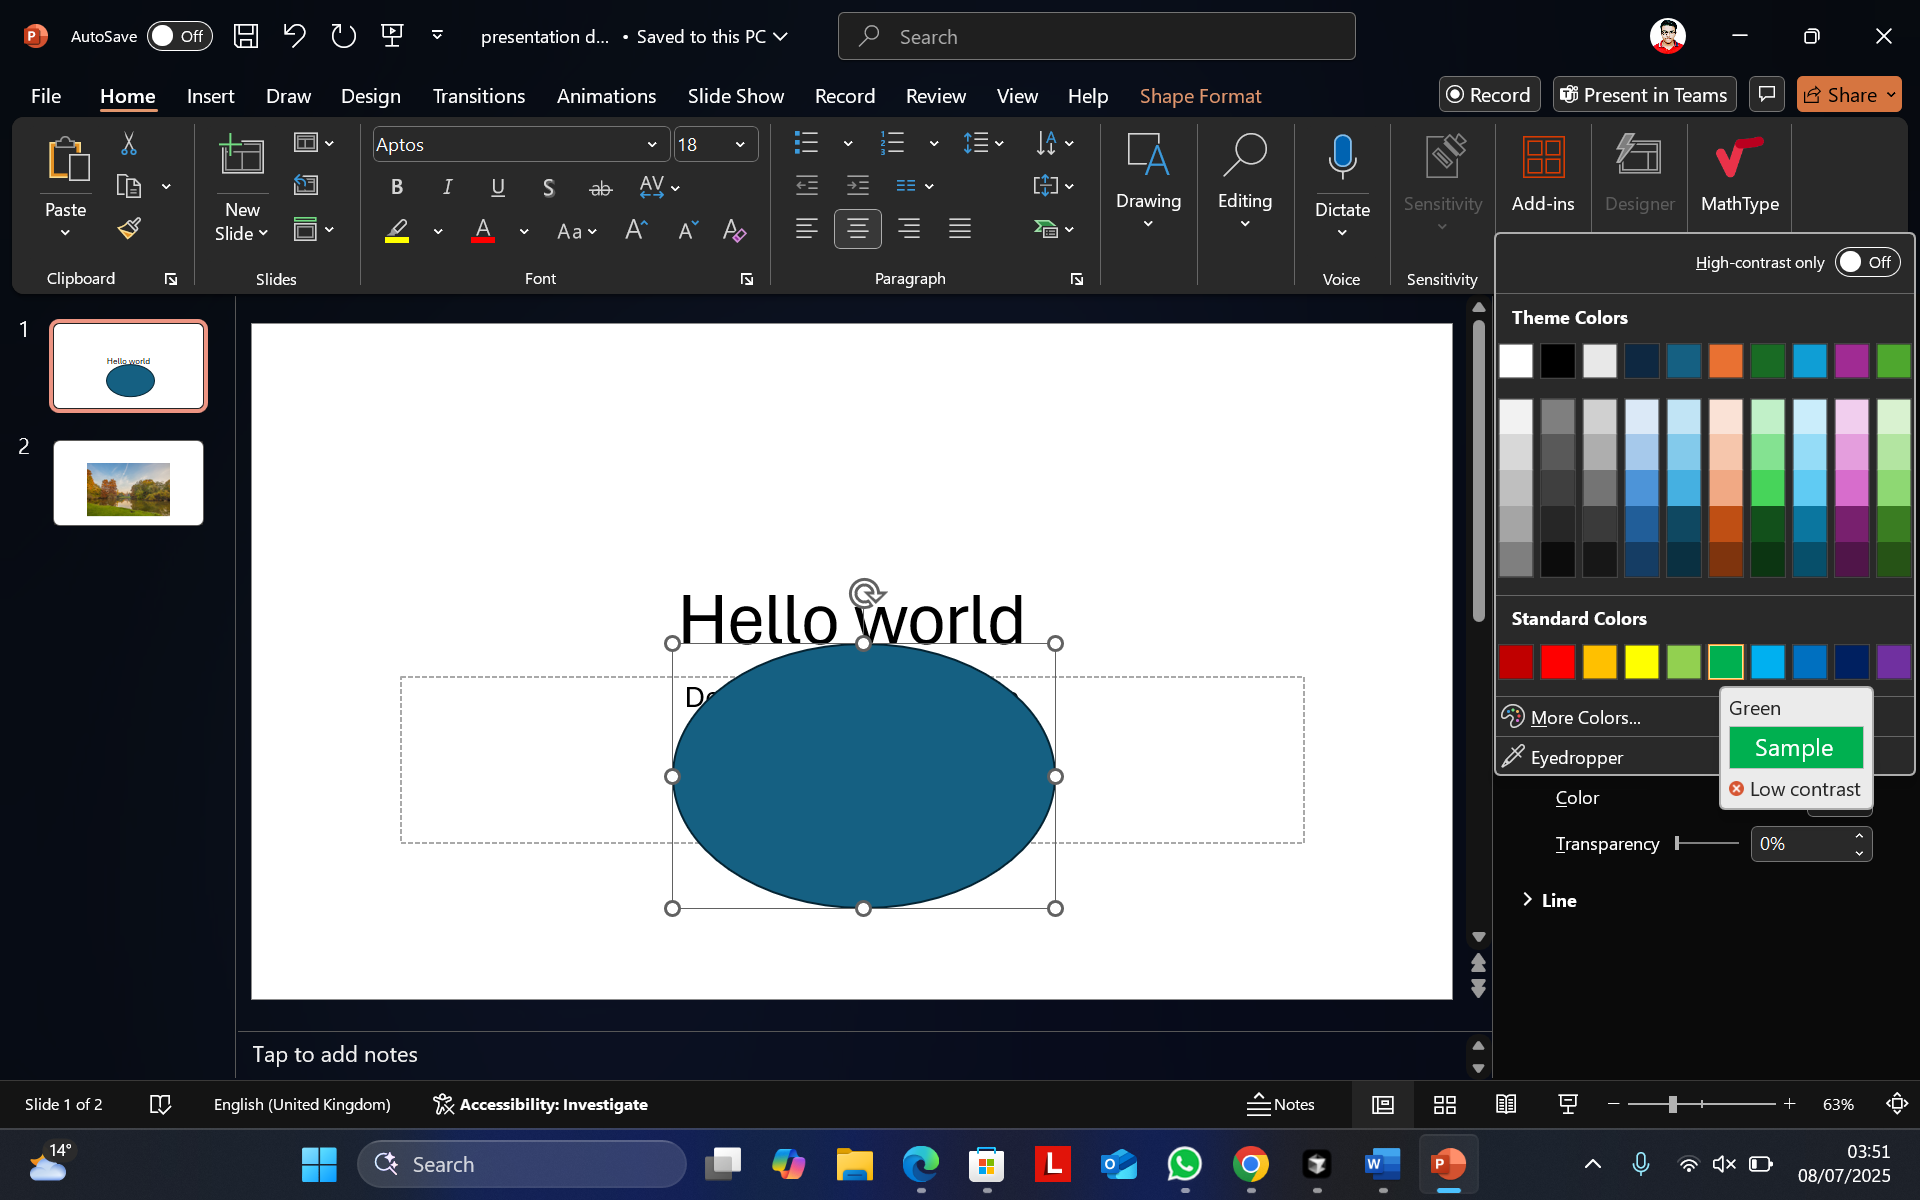 AutoSave Off presentation d... • Saved to this PC Search
File Home Insert Draw Design Transitions Animations Slide Show Record Review View Help Shape Format Record Present in Teams Share
Paste
New
Slide
Aptos 18
B I U S ab AV
Aa A A
Drawing
Editing
Dictate
Sensitivity
Add-ins
Designer
MathType
Clipboard Slides Font Paragraph Voice Sensitivity
High-contrast only Off
Theme Colors
Standard Colors
More Colors...
Eyedropper
Green
Sample
Low contrast
Color
Transparency 0%
Line
1
Hello world
2
Hello world
Tap to add notes
Slide 1 of 2 English (United Kingdom) Accessibility: Investigate Notes 63%
14° Search 03:51
08/07/2025